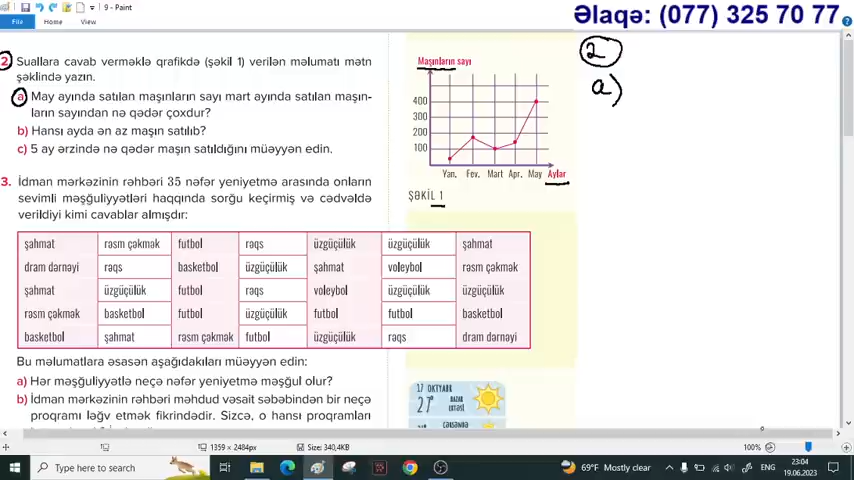 9 - Paint
Əlaqə: (077) 325 70 77
File
Home
View
2
Suallara cavab verməklə qrafikdə (şəkil 1) verilən məlumatı mətn
şəklində yazın.
a) May ayında satılan maşınların sayı mart ayında satılan maşın-
ların sayından nə qədər çoxdur?
b) Hansı ayda ən az maşın satılıb?
c) 5 ay ərzində nə qədər maşın satıldığını müəyyən edin.
Maşınların sayı
400
300
200
100
Yan. Fev. Mart Apr. May Aylar
ŞƏKİL 1
2
a)
3. İdman mərkəzinin rəhbəri 35 nəfər yeniyetmə arasında onların
sevimli məşğuliyyətləri haqqında sorğu keçirmiş və cədvəldə
verildiyi kimi cavablar almışdır:
şahmat rəsm çəkmək futbol rəqs üzgüçülük üzgüçülük şahmat
dram dərnəyi rəqs basketbol üzgüçülük şahmat voleybol rəsm çəkmək
şahmat üzgüçülük futbol rəqs voleybol üzgüçülük üzgüçülük
rəsm çəkmək basketbol futbol üzgüçülük futbol futbol basketbol
basketbol şahmat rəsm çəkmək futbol üzgüçülük rəqs dram dərnəyi
Bu məlumatlara əsasən aşağıdakıları müəyyən edin:
a) Hər məşğuliyyətlə neçə nəfər yeniyetmə məşğul olur?
b) İdman mərkəzinin rəhbəri məhdud vəsait səbəbindən bir neçə
proqramı ləğv etmək fikrindədir. Sizcə, o hansı proqramları
17 OKTYABR
27°
BAZAR
ERTƏSİ
ÇƏRŞƏNBƏ
1359 × 2484px
Size: 340,4KB
100%
Type here to search
69°F Mostly clear
ENG
23:04
19.06.2023